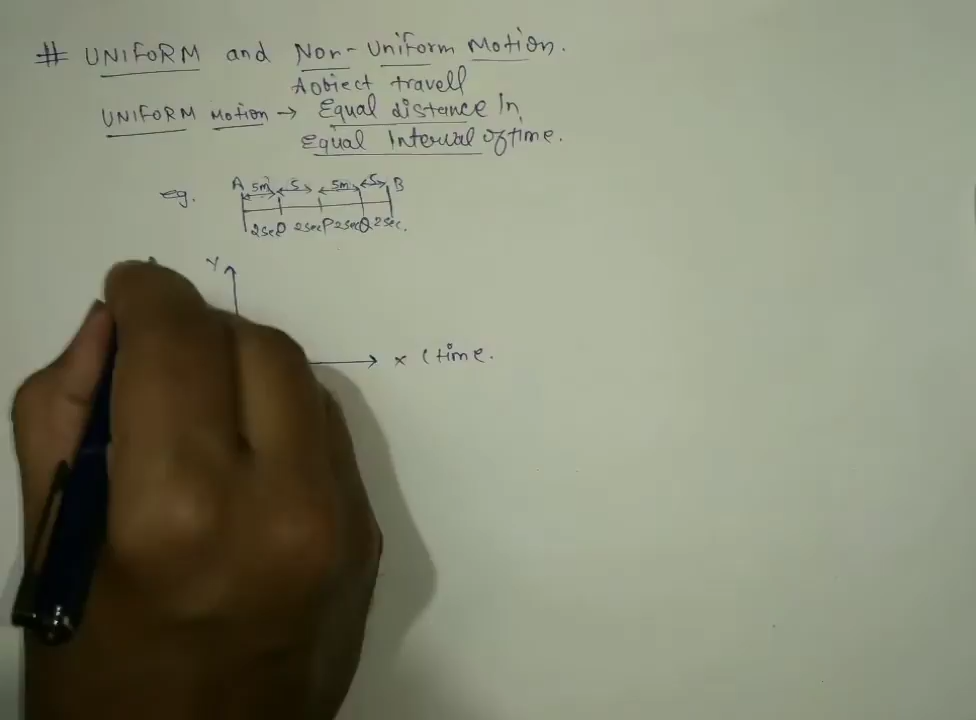 # UNIFORM and Non-Uniform Motion.
A object travell
UNIFORM Motion → Equal distance In
Equal Interval of time.
eg. A 5m 5 5m 5 B
2sec 2sec P 2sec Q 2sec.
Y
x (time.